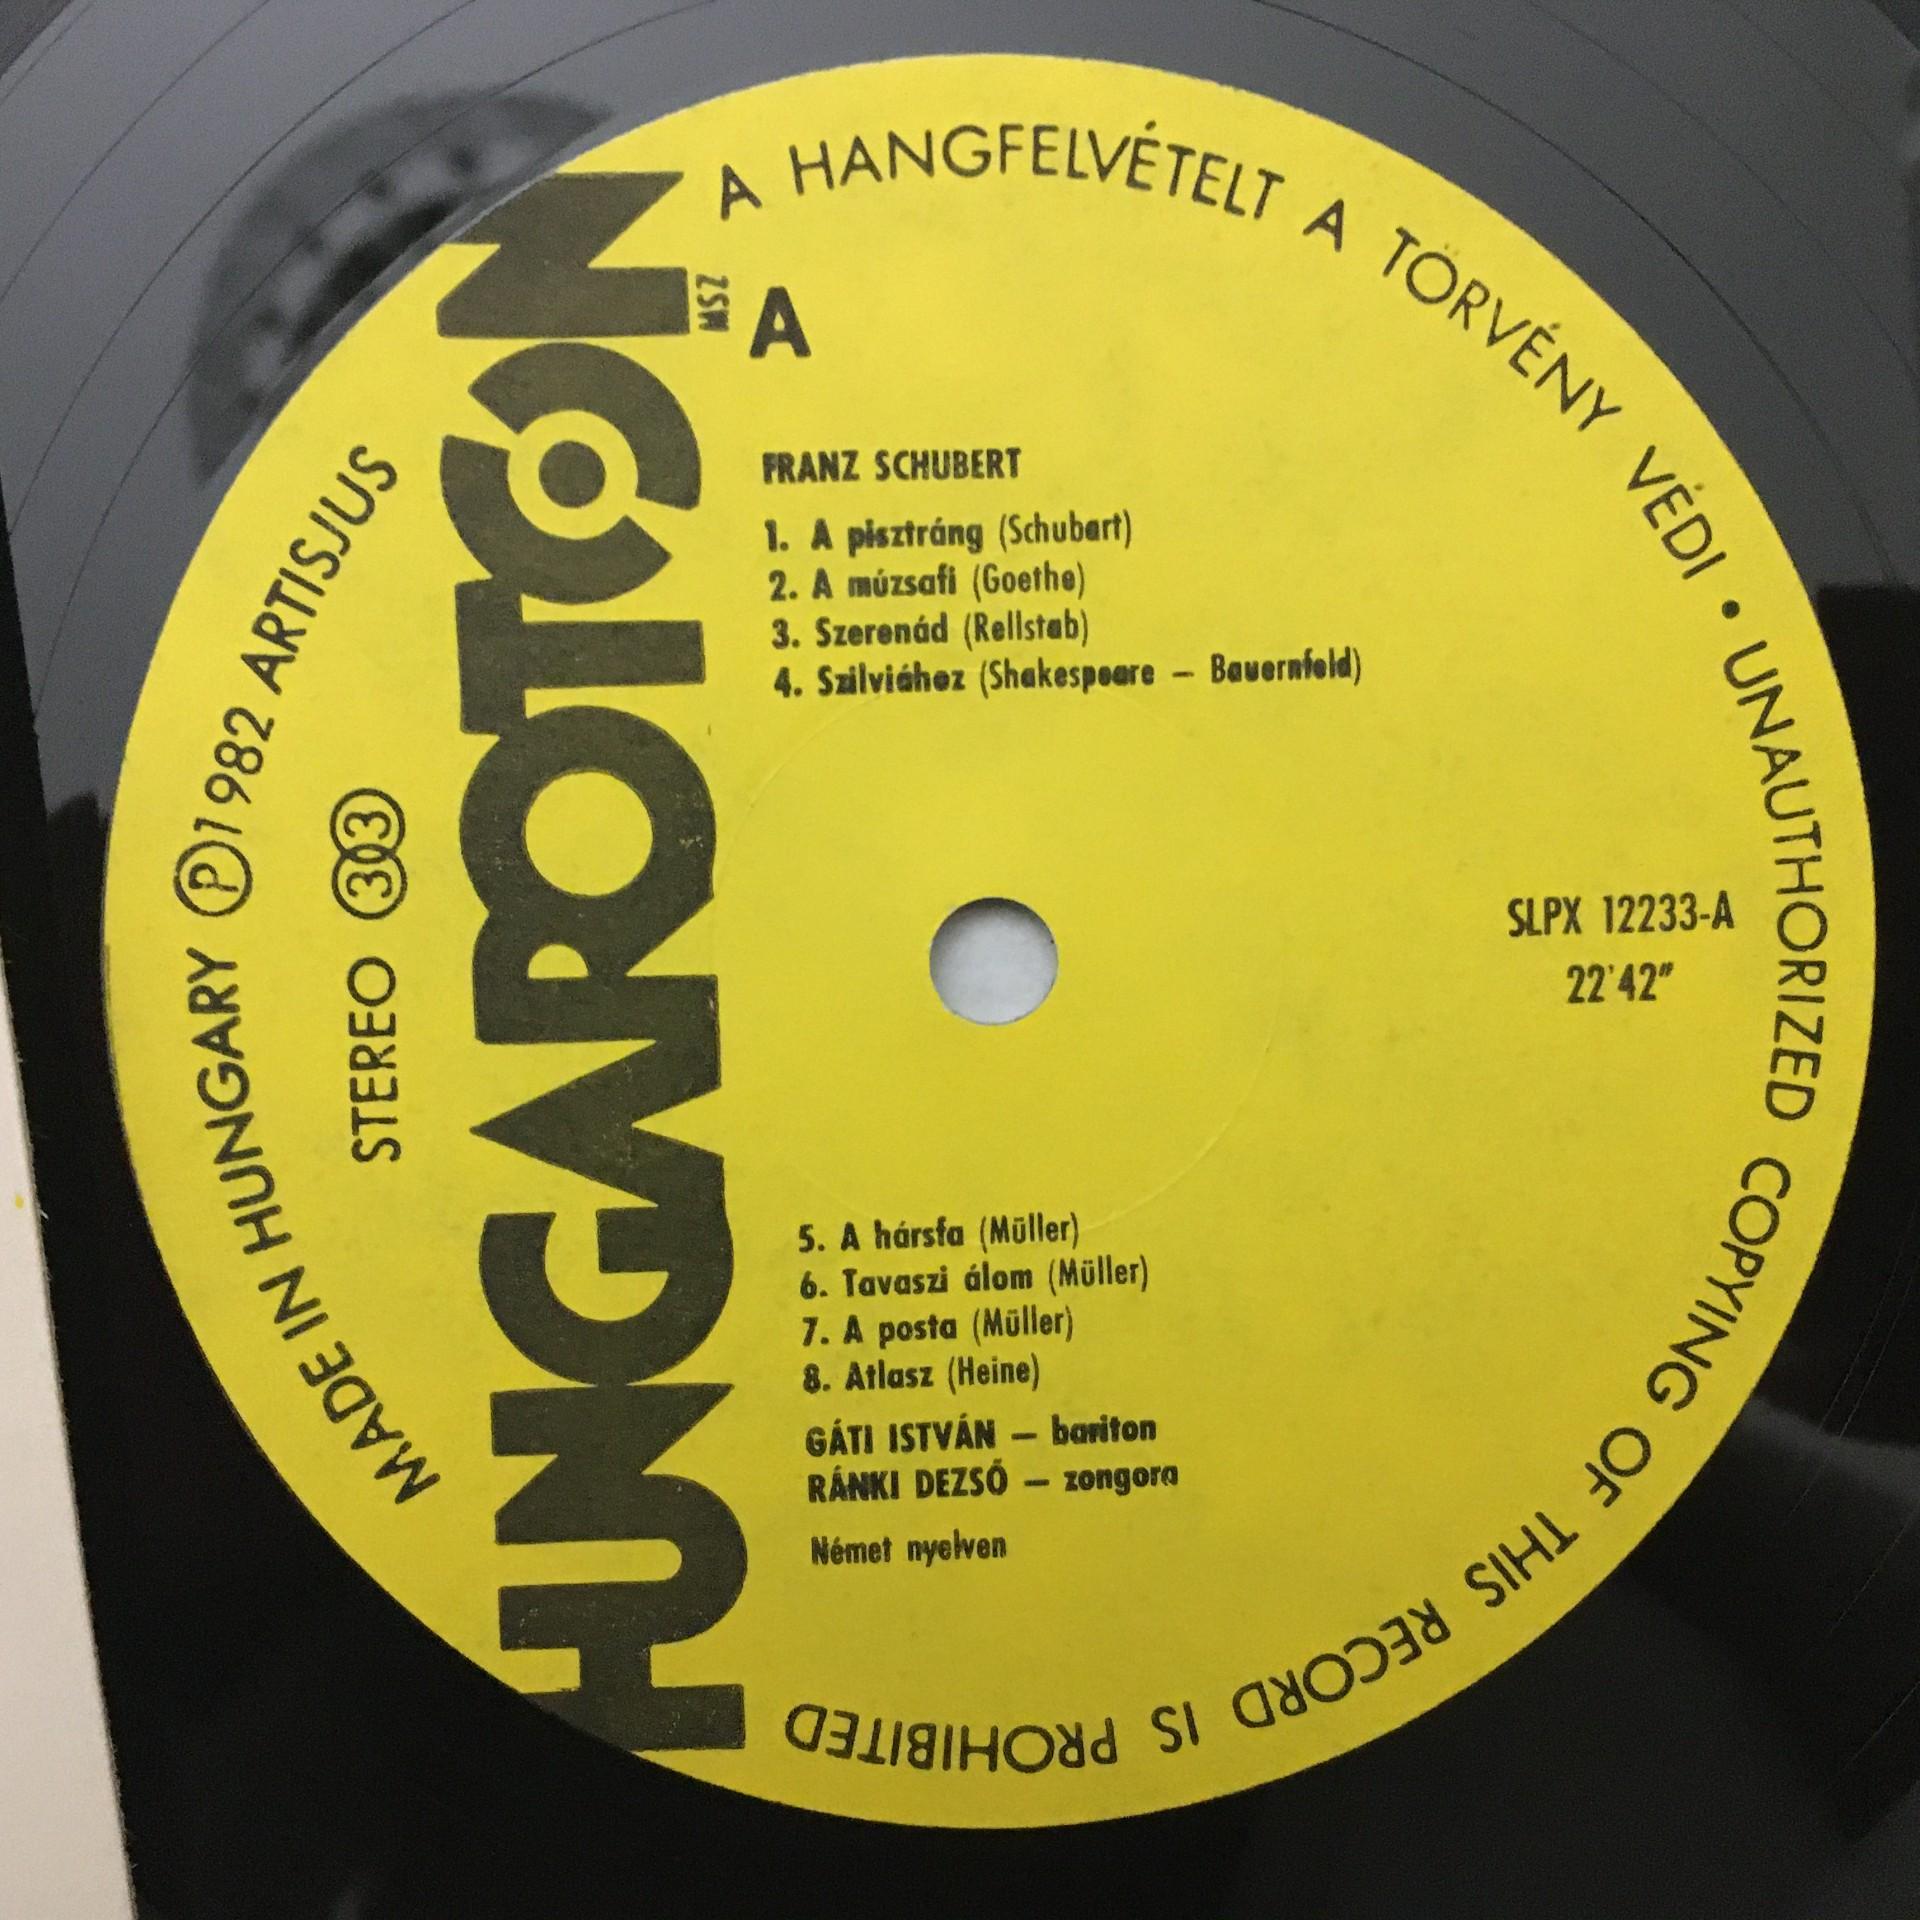 A HANGFELVÉTELT A TÖRVÉNY VÉDI • UNAUTHORIZED COPYING OF THIS RECORD IS PROHIBITED
MADE IN HUNGARY Ⓟ 1982 ARTISJUS
STEREO 33
HUNGAROTON
MSZ
A
FRANZ SCHUBERT
1. A pisztráng (Schubart)
2. A múzsafi (Goethe)
3. Szerenád (Rellstab)
4. Szilviához (Shakespeare – Bauernfeld)
SLPX 12233-A
22'42"
5. A hársfa (Müller)
6. Tavaszi álom (Müller)
7. A posta (Müller)
8. Atlasz (Heine)
GÁTI ISTVÁN – bariton
RÁNKI DEZSŐ – zongora
Német nyelven